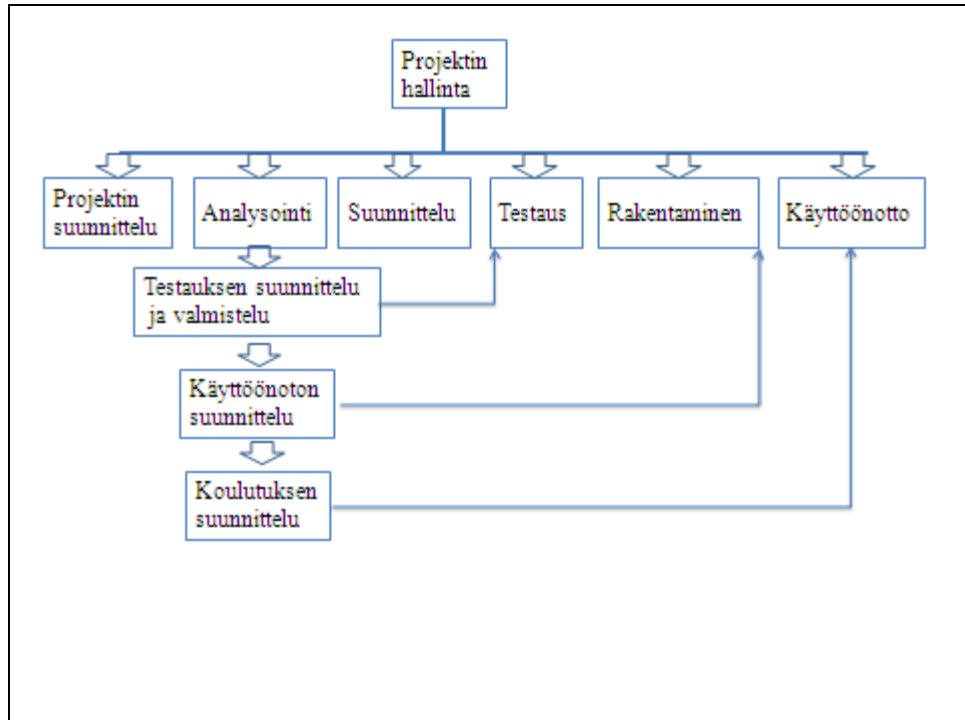 Projektin
hallinta
Projektin
suunnittelu
Analysointi
Suunnittelu
Testaus
Rakentaminen
Käyttöönotto
Testauksen suunnittelu
ja valmistelu
Käyttöönoton
suunnittelu
Koulutuksen
suunnittelu